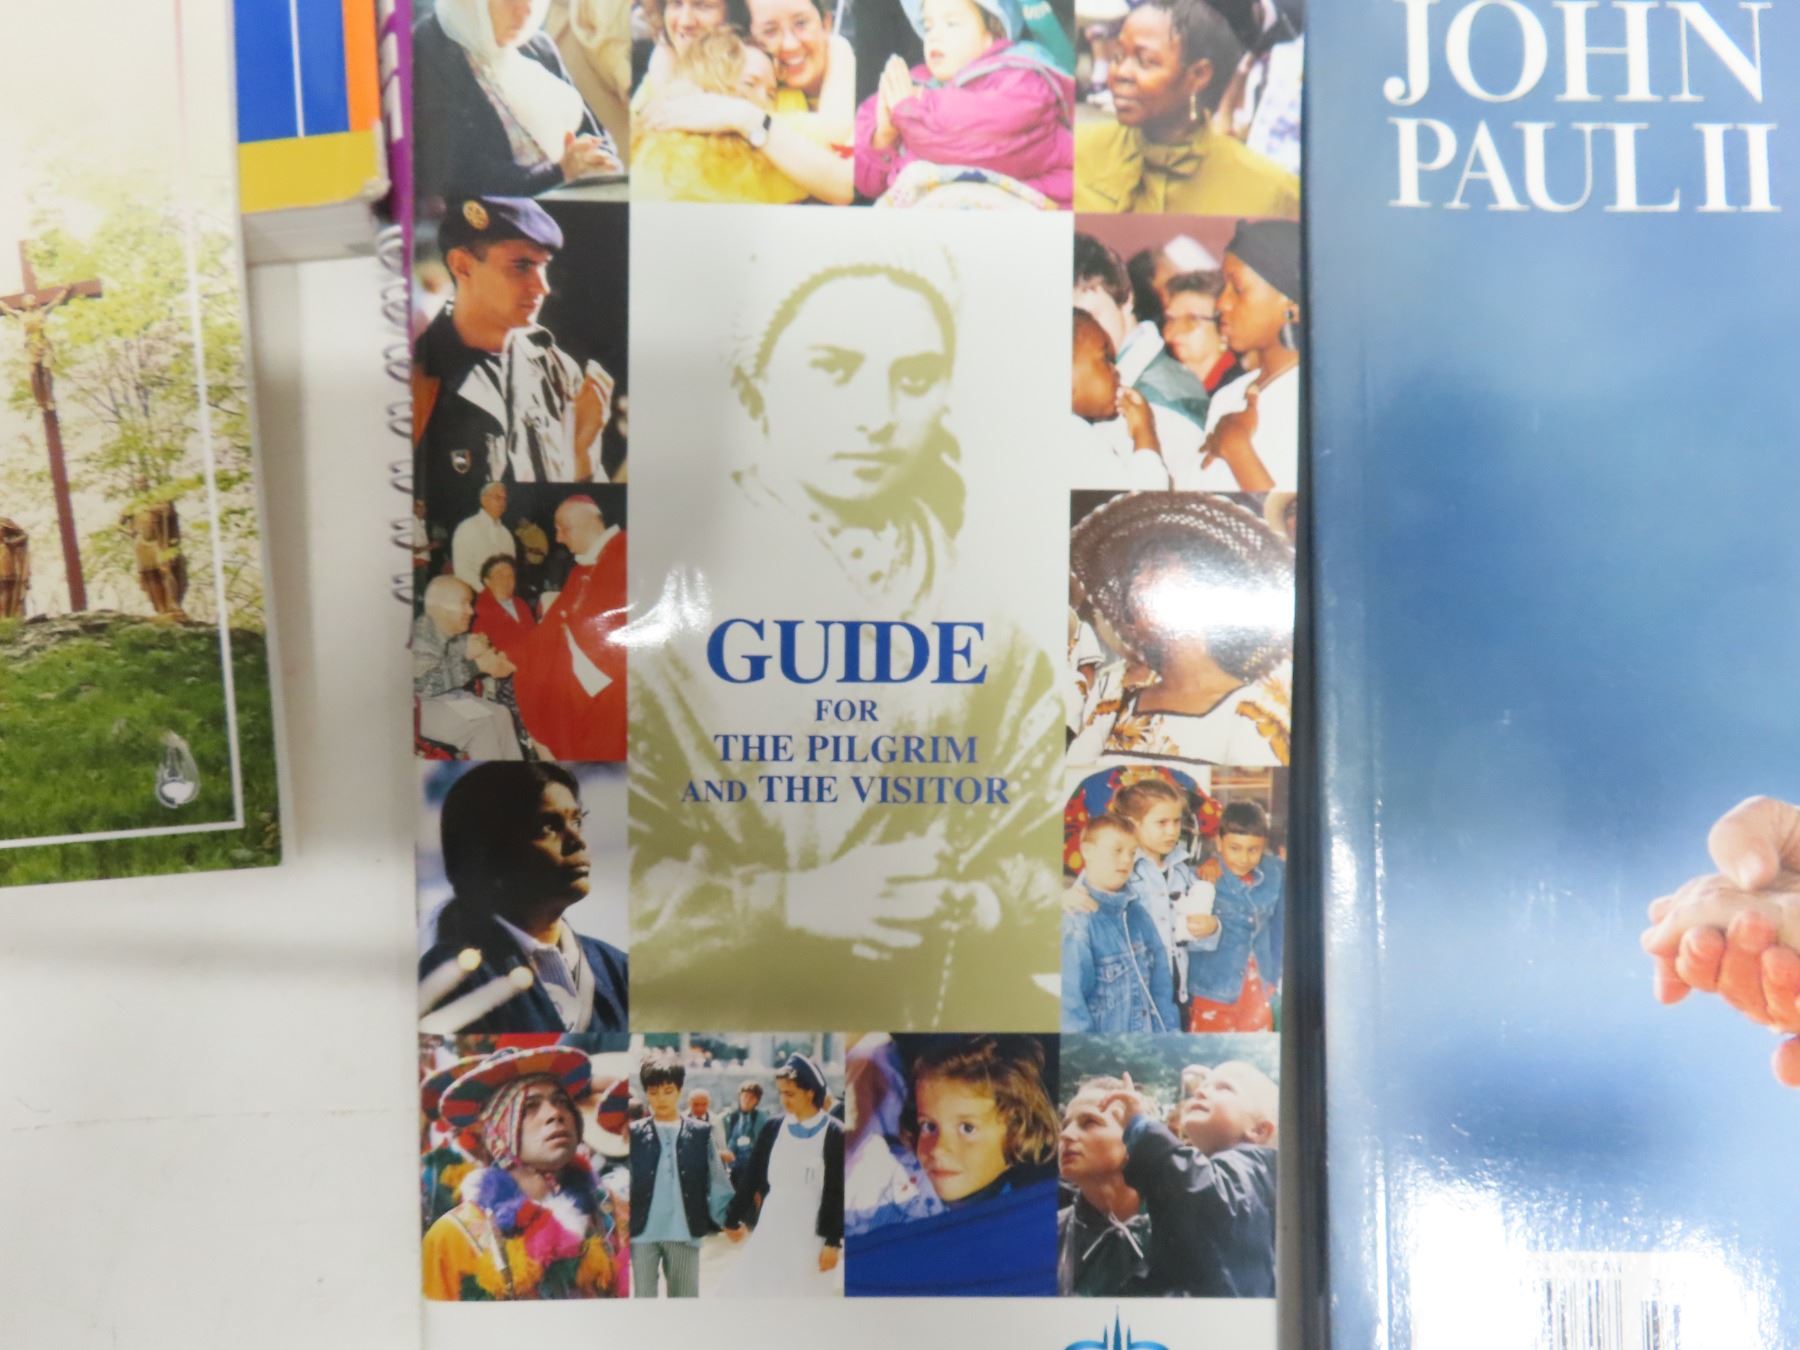 GUIDE
FOR
THE PILGRIM
AND THE VISITOR
JOHN
PAUL II